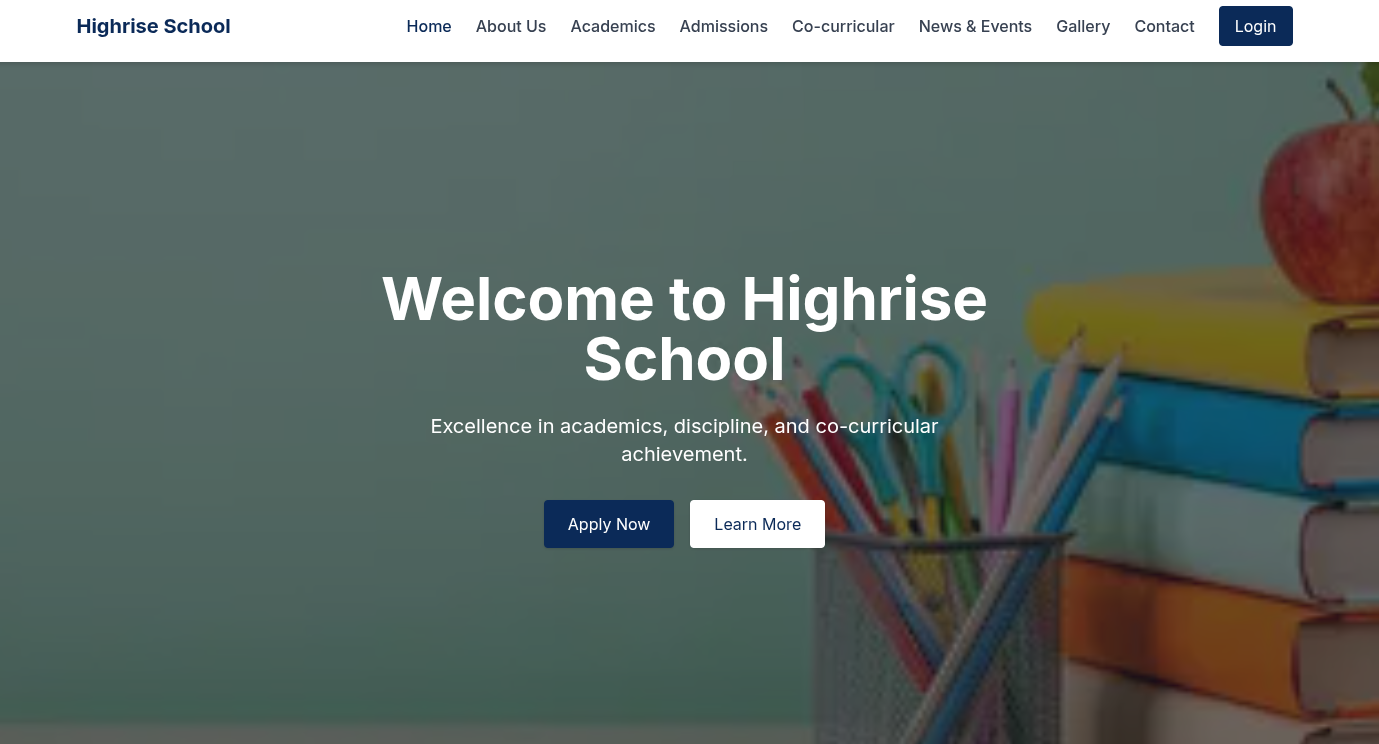 Highrise School
Home About Us Academics Admissions Co-curricular News & Events Gallery Contact Login
Welcome to Highrise
School
Excellence in academics, discipline, and co-curricular
achievement.
Apply Now Learn More